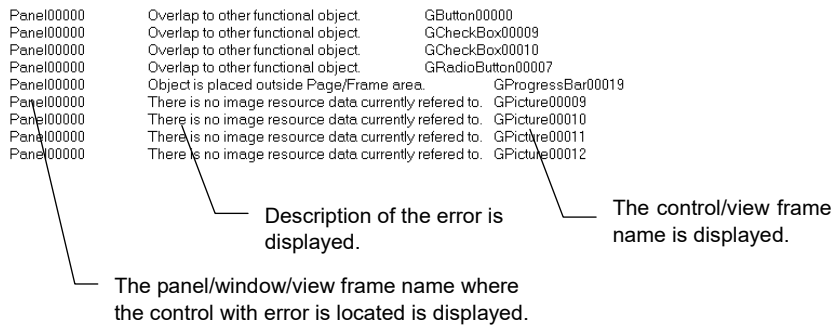 Panel00000 Overlap to other functional object. GButton00000
Panel00000 Overlap to other functional object. GCheckBox00009
Panel00000 Overlap to other functional object. GCheckBox00010
Panel00000 Overlap to other functional object. GRadioButton00007
Panel00000 Object is placed outside Page/Frame area. GProgressBar00019
Panel00000 There is no image resource data currently refered to. GPicture00009
Panel00000 There is no image resource data currently refered to. GPicture00010
Panel00000 There is no image resource data currently refered to. GPicture00011
Panel00000 There is no image resource data currently refered to. GPicture00012
Description of the error is
displayed.
The control/view frame
name is displayed.
The panel/window/view frame name where
the control with error is located is displayed.